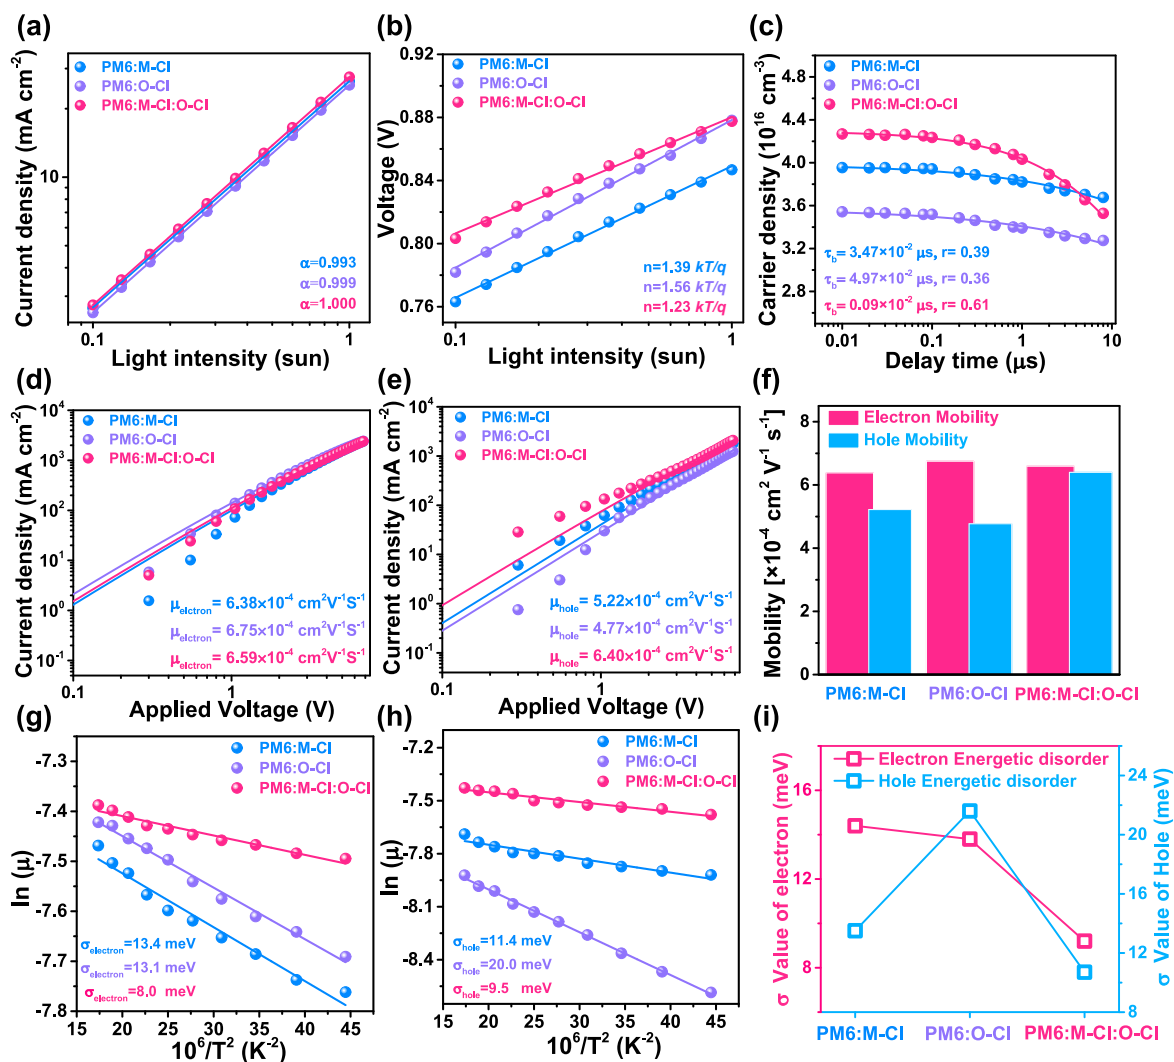 (a)
PM6:M-Cl
PM6:O-Cl
PM6:M-Cl:O-Cl
Current density (mA cm⁻²)
10
α=0.993
α=0.999
α=1.000
0.1
1
Light intensity (sun)
(b)
PM6:M-Cl
PM6:O-Cl
PM6:M-Cl:O-Cl
Voltage (V)
0.92
0.88
0.84
0.80
0.76
n=1.39 kT/q
n=1.56 kT/q
n=1.23 kT/q
0.1
1
Light intensity (sun)
(c)
PM6:M-Cl
PM6:O-Cl
PM6:M-Cl:O-Cl
Carrier density (10¹⁶ cm⁻³)
4.8
4.4
4.0
3.6
3.2
2.8
τb= 3.47×10⁻² μs, r= 0.39
τb= 4.97×10⁻² μs, r= 0.36
τb= 0.09×10⁻² μs, r= 0.61
0.01
0.1
1
10
Delay time (μs)
(d)
PM6:M-Cl
PM6:O-Cl
PM6:M-Cl:O-Cl
Current density (mA cm⁻²)
10⁴
10³
10²
10¹
10⁰
10⁻¹
μelctron = 6.38×10⁻⁴ cm²V⁻¹S⁻¹
μelectron = 6.75×10⁻⁴ cm²V⁻¹S⁻¹
μelectron = 6.59×10⁻⁴ cm²V⁻¹S⁻¹
0.1
1
Applied Voltage (V)
(e)
PM6:M-Cl
PM6:O-Cl
PM6:M-Cl:O-Cl
Current density (mA cm⁻²)
10⁴
10³
10²
10¹
10⁰
10⁻¹
μhole = 5.22×10⁻⁴ cm²V⁻¹S⁻¹
μhole = 4.77×10⁻⁴ cm²V⁻¹S⁻¹
μhole = 6.40×10⁻⁴ cm²V⁻¹S⁻¹
0.1
1
Applied Voltage (V)
(f)
Electron Mobility
Hole Mobility
Mobility [×10⁻⁴ cm² V⁻¹ s⁻¹]
8
6
4
2
0
PM6:M-Cl
PM6:O-Cl
PM6:M-Cl:O-Cl
(g)
PM6:M-Cl
PM6:O-Cl
PM6:M-Cl:O-Cl
ln (μ)
-7.3
-7.4
-7.5
-7.6
-7.7
-7.8
σelectron=13.4 meV
σelectron=13.1 meV
σelectron=8.0 meV
15 20 25 30 35 40 45
10⁶/T² (K⁻²)
(h)
PM6:M-Cl
PM6:O-Cl
PM6:M-Cl:O-Cl
ln (μ)
-7.2
-7.5
-7.8
-8.1
-8.4
σhole=11.4 meV
σhole=20.0 meV
σhole=9.5 meV
15 20 25 30 35 40 45
10⁶/T² (K⁻²)
(i)
Electron Energetic disorder
Hole Energetic disorder
σ Value of electron (meV)
16
12
8
σ Value of Hole (meV)
24
20
16
12
8
PM6:M-Cl
PM6:O-Cl
PM6:M-Cl:O-Cl